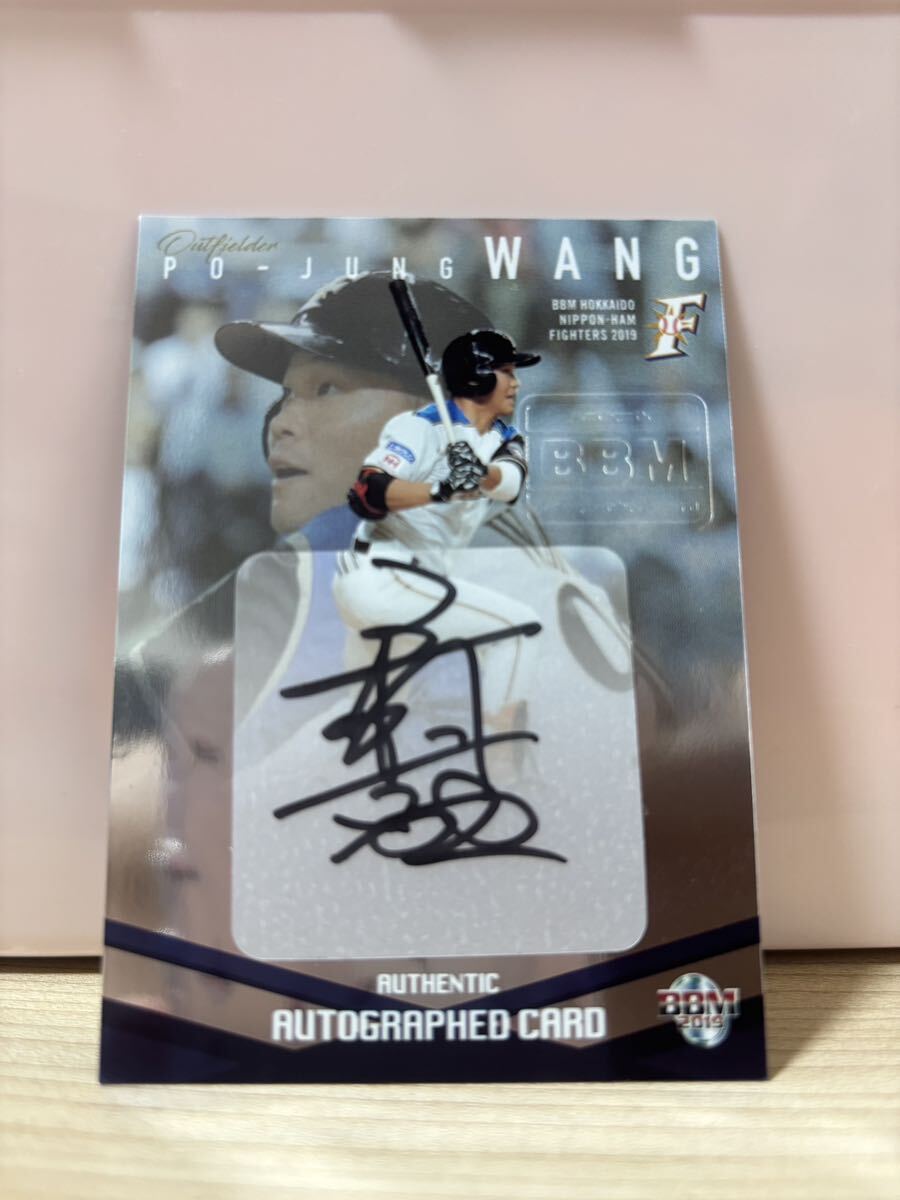 Outfielder
PO-JUNG WANG
BBM HOKKAIDO
NIPPON-HAM
FIGHTERS 2019
F
BBM
AUTHENTIC
AUTOGRAPHED CARD
BBM
2019